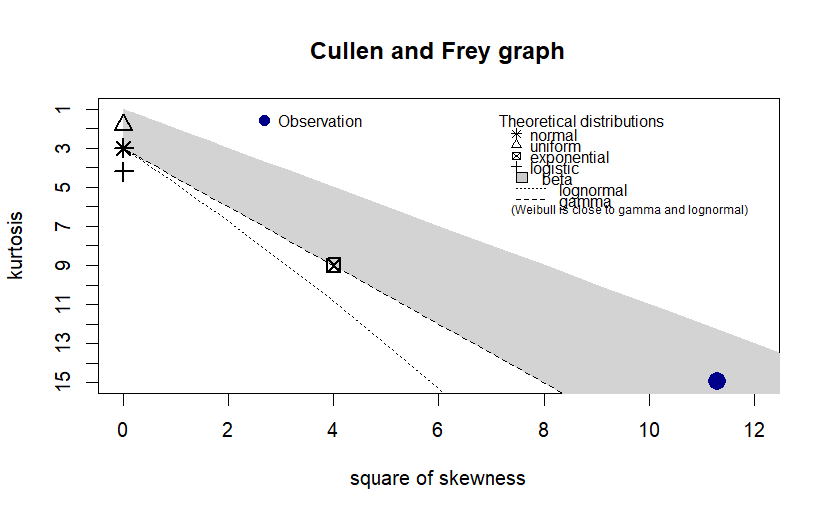 Cullen and Frey graph
Observation
Theoretical distributions
normal
uniform
exponential
logistic
beta
lognormal
gamma
(Weibull is close to gamma and lognormal)
kurtosis
1
3
5
7
9
11
13
15
0 2 4 6 8 10 12
square of skewness